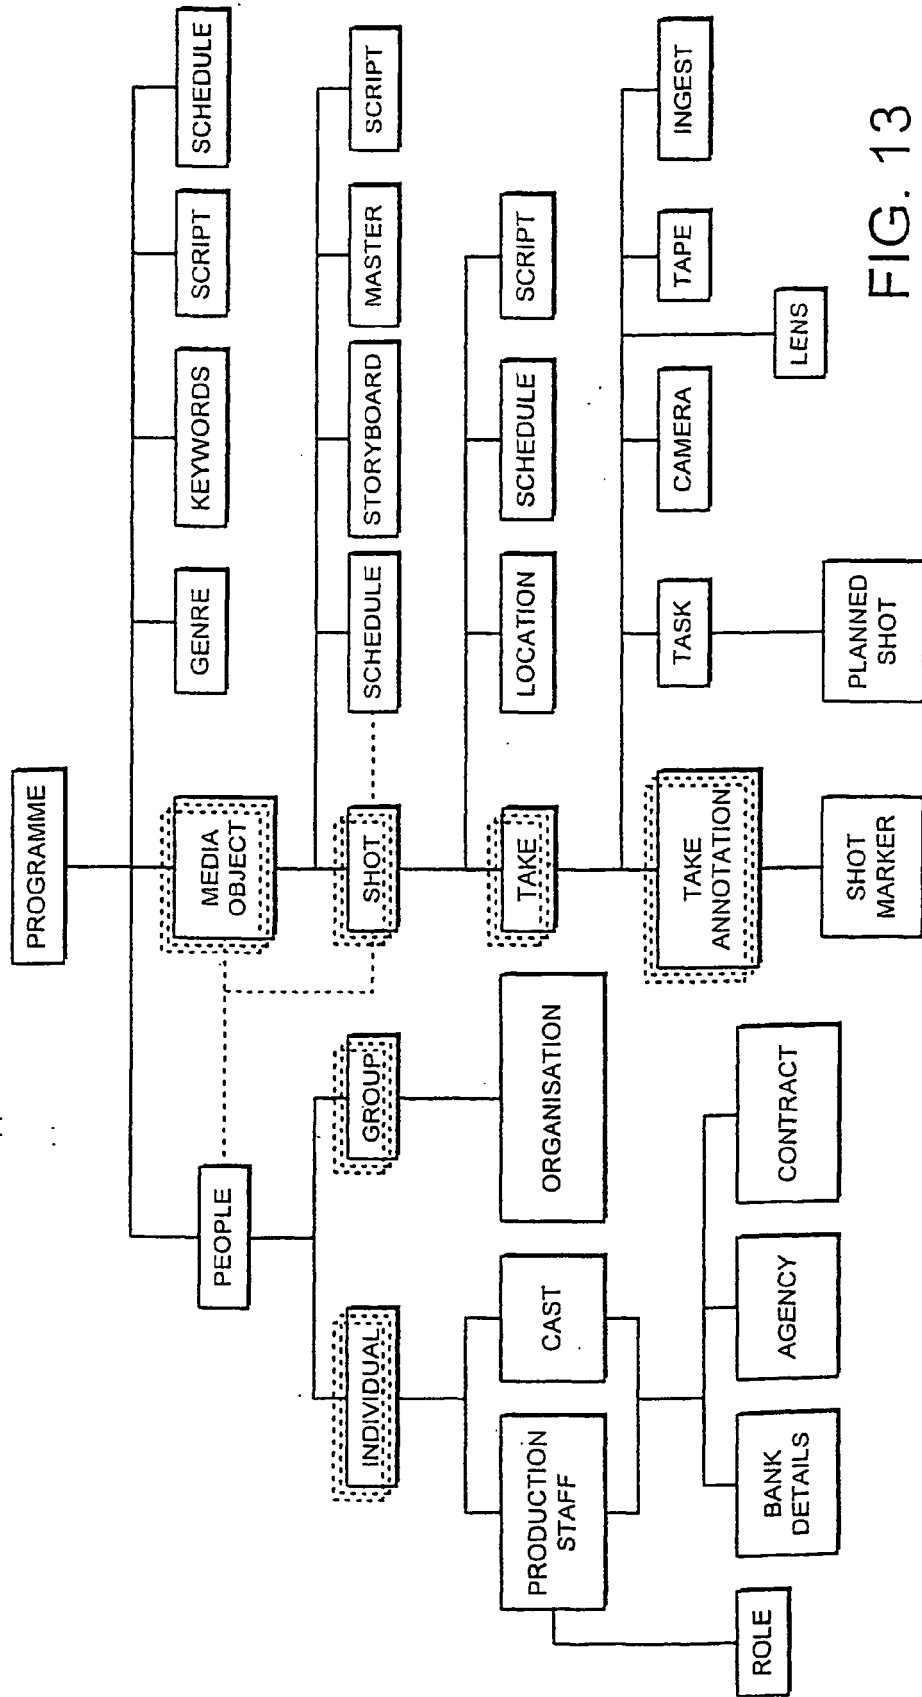 PROGRAMME
PEOPLE
MEDIA
OBJECT
GENRE
KEYWORDS
SCRIPT
SCHEDULE
INDIVIDUAL
GROUP
SHOT
SCHEDULE
STORYBOARD
MASTER
SCRIPT
PRODUCTION
STAFF
CAST
ORGANISATION
TAKE
LOCATION
SCHEDULE
SCRIPT
ROLE
BANK
DETAILS
AGENCY
CONTRACT
TAKE
ANNOTATION
TASK
CAMERA
LENS
TAPE
INGEST
SHOT
MARKER
PLANNED
SHOT
FIG. 13